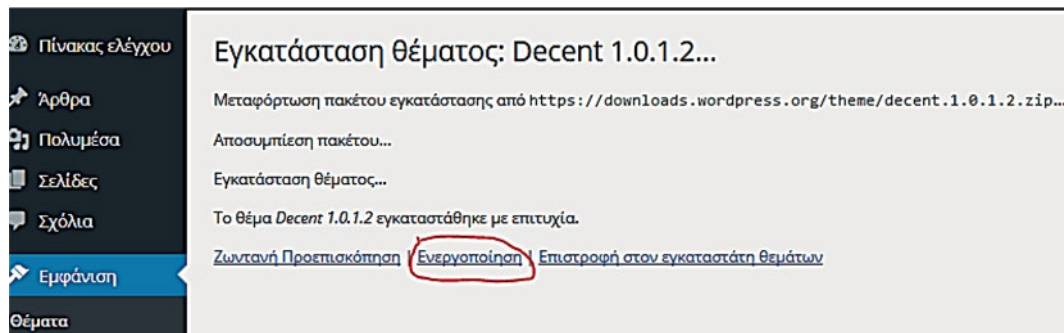 Πίνακας ελέγχου
Άρθρα
Πολυμέσα
Σελίδες
Σχόλια
Εμφάνιση
Θέματα
Εγκατάσταση θέματος: Decent 1.0.1.2...
Μεταφόρτωση πακέτου εγκατάστασης από https://downloads.wordpress.org/theme/decent.1.0.1.2.zip...
Αποσυμπίεση πακέτου...
Εγκατάσταση θέματος...
Το θέμα Decent 1.0.1.2 εγκαταστάθηκε με επιτυχία.
Ζωντανή Προεπισκόπηση | Ενεργοποίηση | Επιστροφή στον εγκαταστάτη θεμάτων